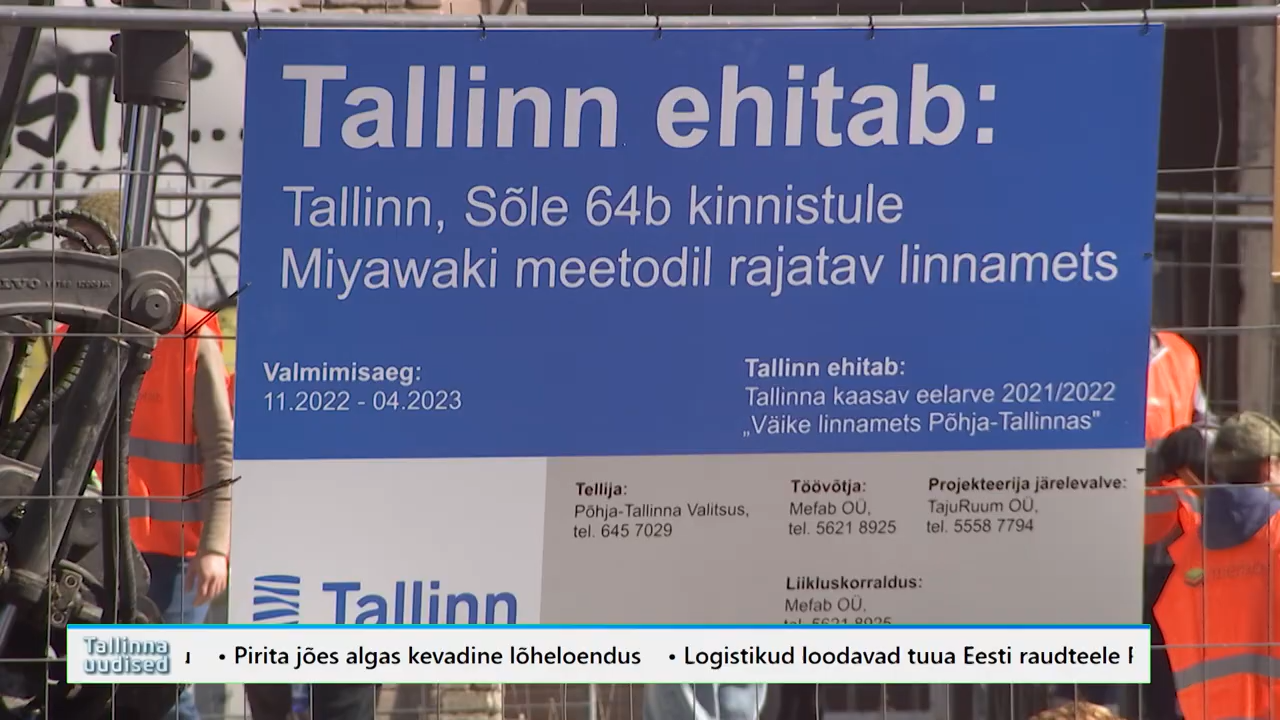 Tallinn ehitab:
Tallinn, Sõle 64b kinnistule
Miyawaki meetodil rajatav linnamets
Valmimisaeg:
11.2022 - 04.2023
Tallinn ehitab:
Tallinna kaasav eelarve 2021/2022
„Väike linnamets Põhja-Tallinnas"
Tellija:
Põhja-Tallinna Valitsus,
tel. 645 7029
Töövõtja:
Mefab OÜ,
tel. 5621 8925
Projekteerija järelevalve:
TajuRuum OÜ,
tel. 5558 7794
Liikluskorraldus:
Mefab OÜ,
tel. 5621 8925
Tallinn
Tallinna
uudised
• Pirita jões algas kevadine lõheloendus • Logistikud loodavad tuua Eesti raudteele